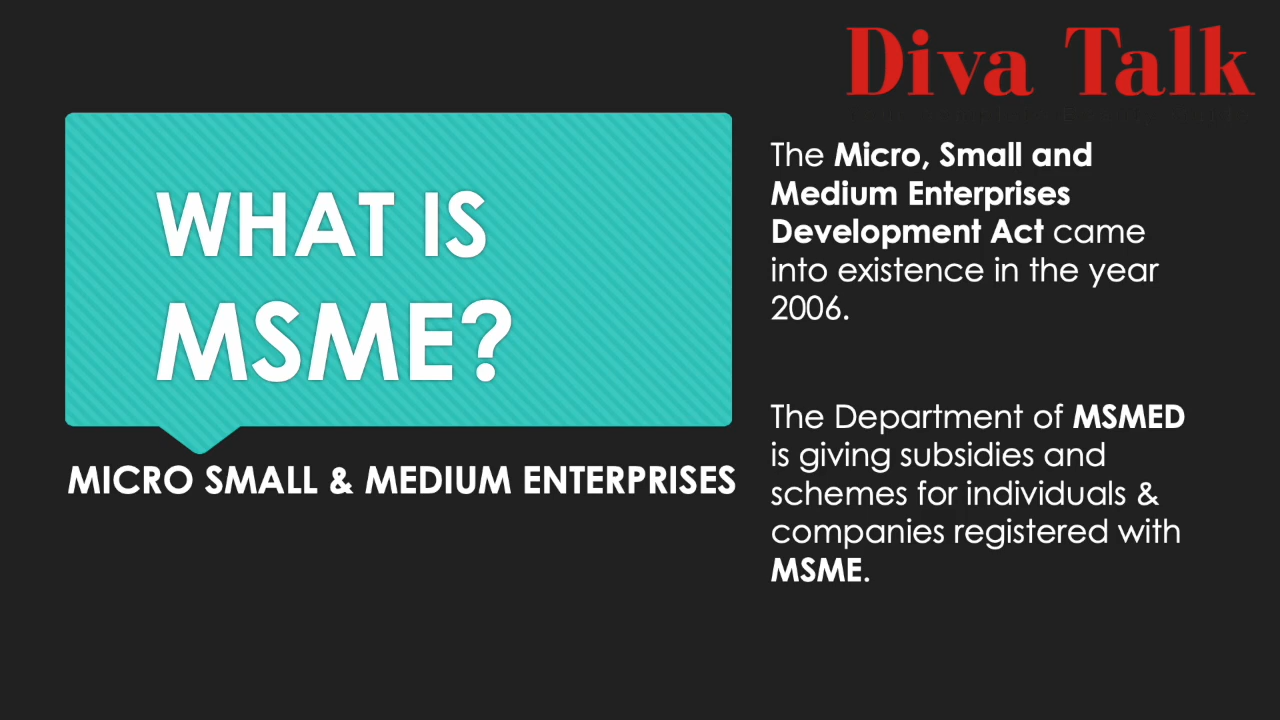 Diva Talk
WHAT IS
MSME?
MICRO SMALL & MEDIUM ENTERPRISES
The Micro, Small and
Medium Enterprises
Development Act came
into existence in the year
2006.
The Department of MSMED
is giving subsidies and
schemes for individuals &
companies registered with
MSME.